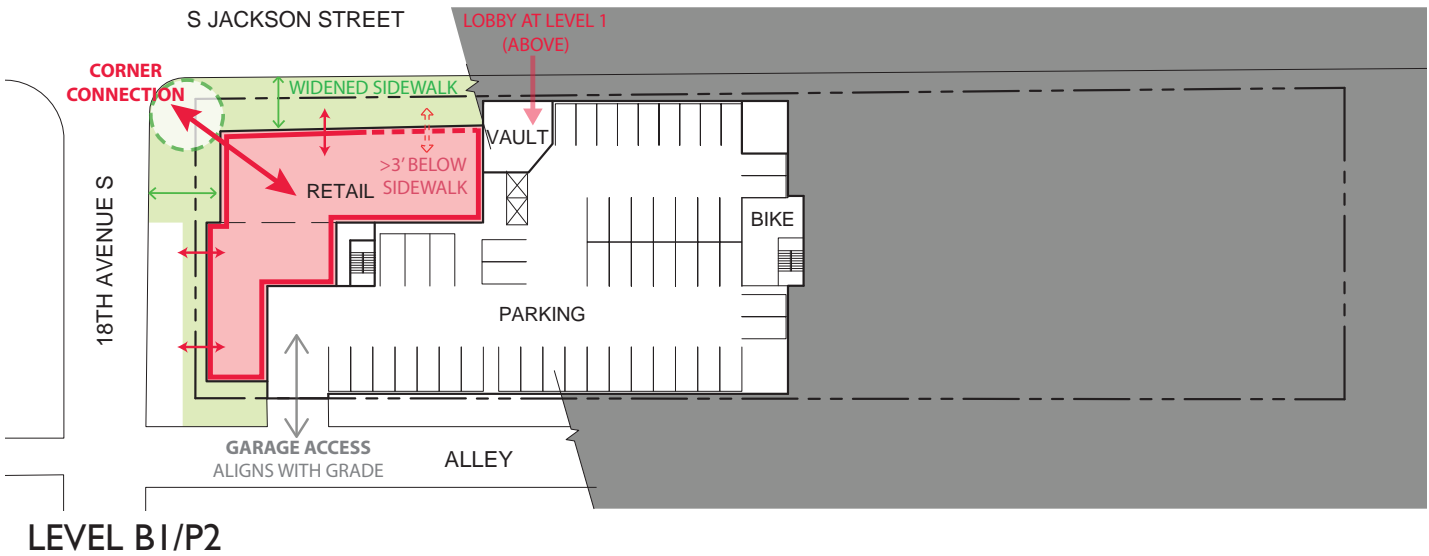 S JACKSON STREET
LOBBY AT LEVEL 1
(ABOVE)
CORNER
CONNECTION
WIDENED SIDEWALK
VAULT
>3' BELOW
SIDEWALK
RETAIL
BIKE
18TH AVENUE S
PARKING
GARAGE ACCESS
ALIGNS WITH GRADE
ALLEY
LEVEL B1/P2